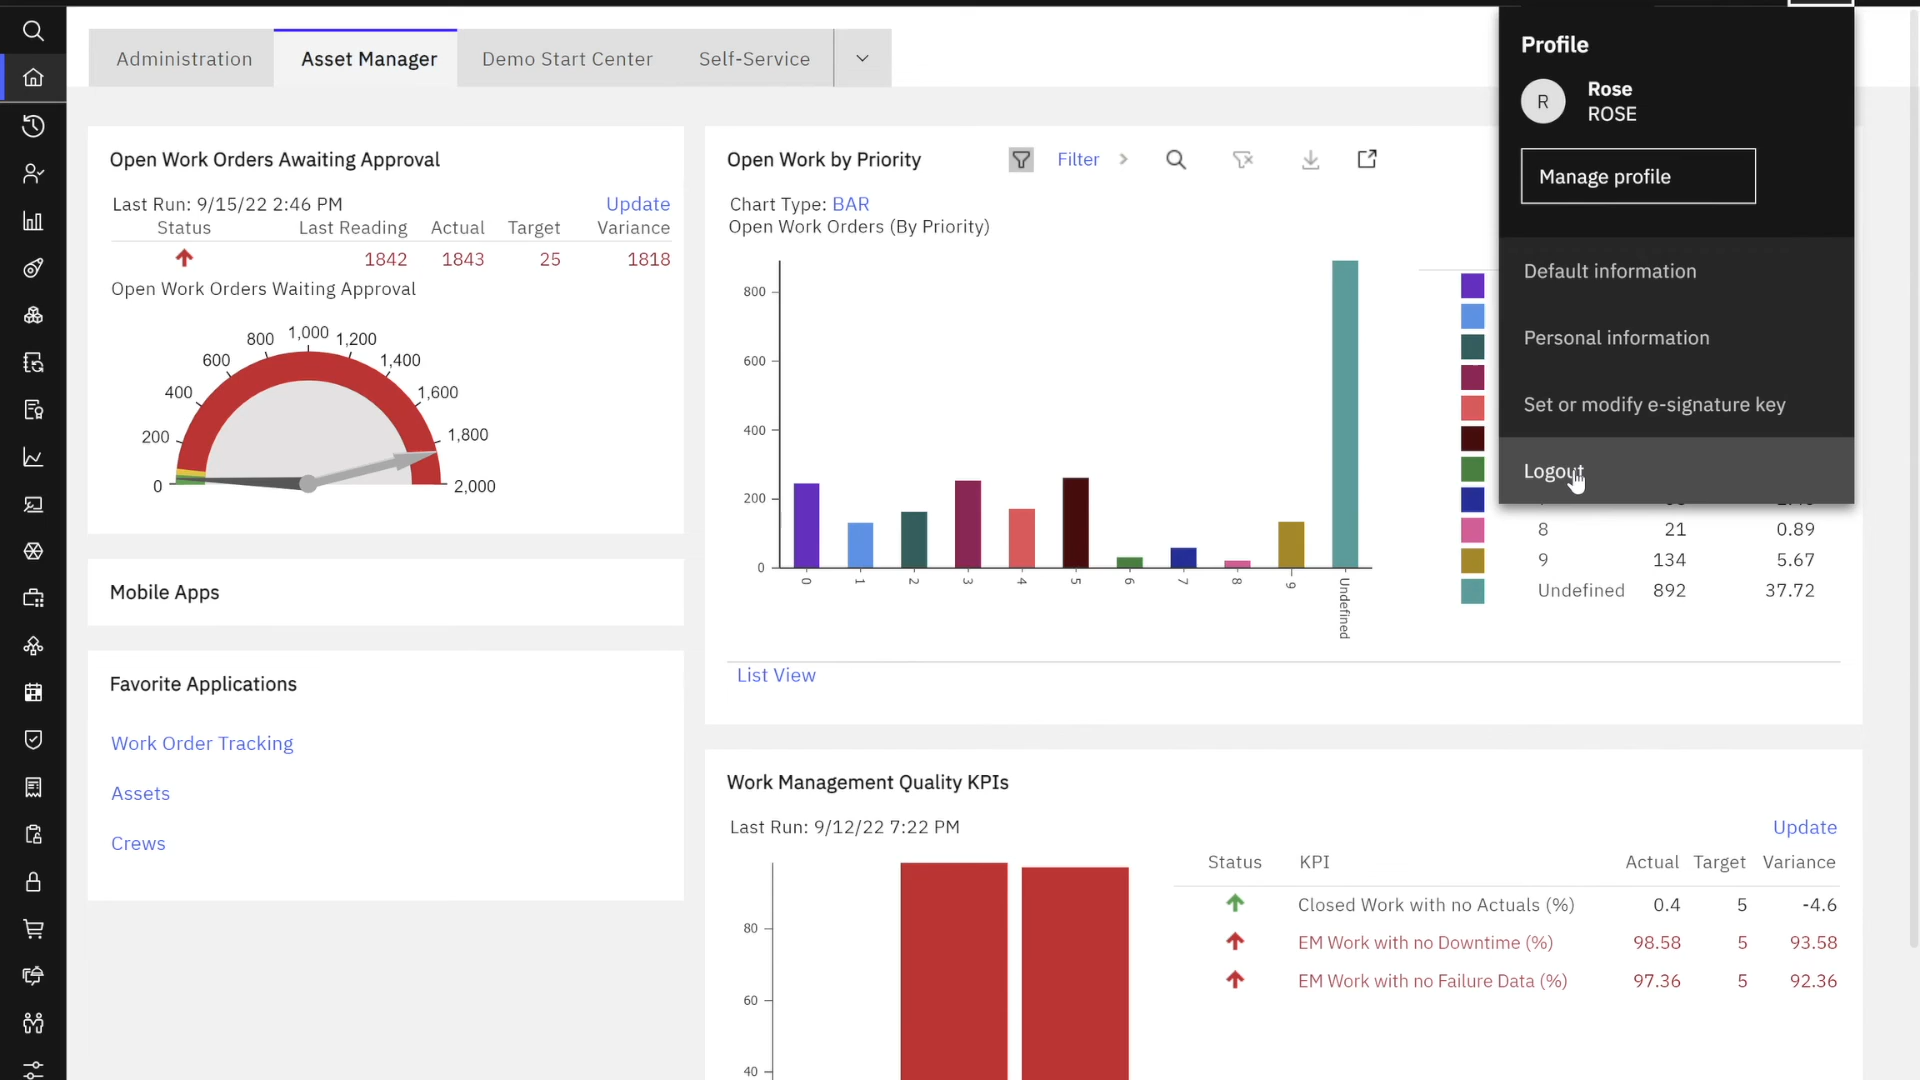 Administration
Asset Manager
Demo Start Center
Self-Service
Profile
R
Rose
ROSE
Manage profile
Default information
Personal information
Set or modify e-signature key
Logout
Open Work Orders Awaiting Approval
Last Run: 9/15/22 2:46 PM Update
Status Last Reading Actual Target Variance
1842 1843 25 1818
Open Work Orders Waiting Approval
0
200
400
600
800
1,000
1,200
1,400
1,600
1,800
2,000
Mobile Apps
Favorite Applications
Work Order Tracking
Assets
Crews
Open Work by Priority
Filter
Chart Type: BAR
Open Work Orders (By Priority)
800
600
400
200
0
0
1
2
3
4
5
6
7
8
9
Undefined
8 21 0.89
9 134 5.67
Undefined 892 37.72
List View
Work Management Quality KPIs
Last Run: 9/12/22 7:22 PM Update
80
60
40
Status KPI Actual Target Variance
Closed Work with no Actuals (%) 0.4 5 -4.6
EM Work with no Downtime (%) 98.58 5 93.58
EM Work with no Failure Data (%) 97.36 5 92.36